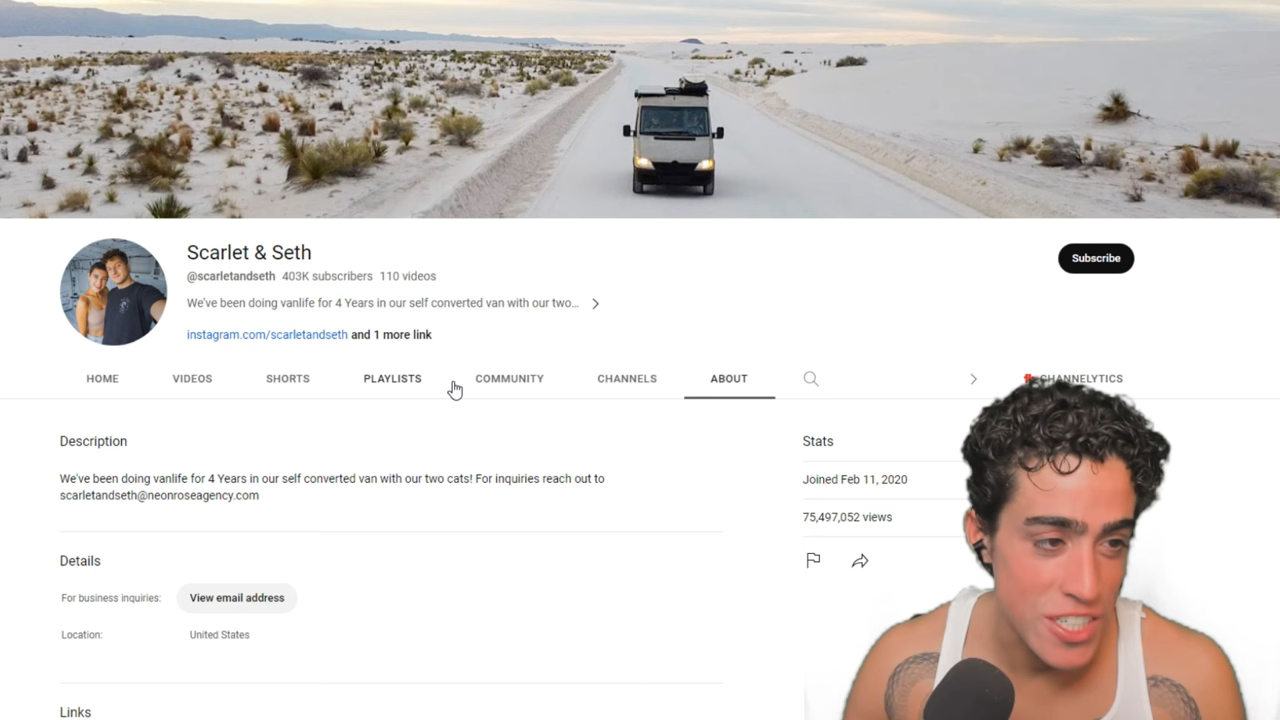 Scarlet & Seth
Subscribe
@scarletandseth 403K subscribers 110 videos
We've been doing vanlife for 4 Years in our self converted van with our two...
instagram.com/scarletandseth and 1 more link
HOME VIDEOS SHORTS PLAYLISTS COMMUNITY CHANNELS ABOUT CHANNELYTICS
Description
Stats
We've been doing vanlife for 4 Years in our self converted van with our two cats! For inquiries reach out to
scarletandseth@neonroseagency.com
Joined Feb 11, 2020
75,497,052 views
Details
For business inquiries: View email address
Location: United States
Links